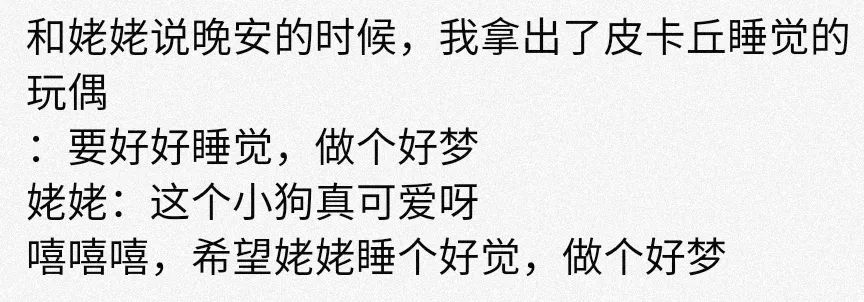 和姥姥说晚安的时候，我拿出了皮卡丘睡觉的
玩偶
：要好好睡觉，做个好梦
姥姥：这个小狗真可爱呀
嘻嘻嘻，希望姥姥睡个好觉，做个好梦